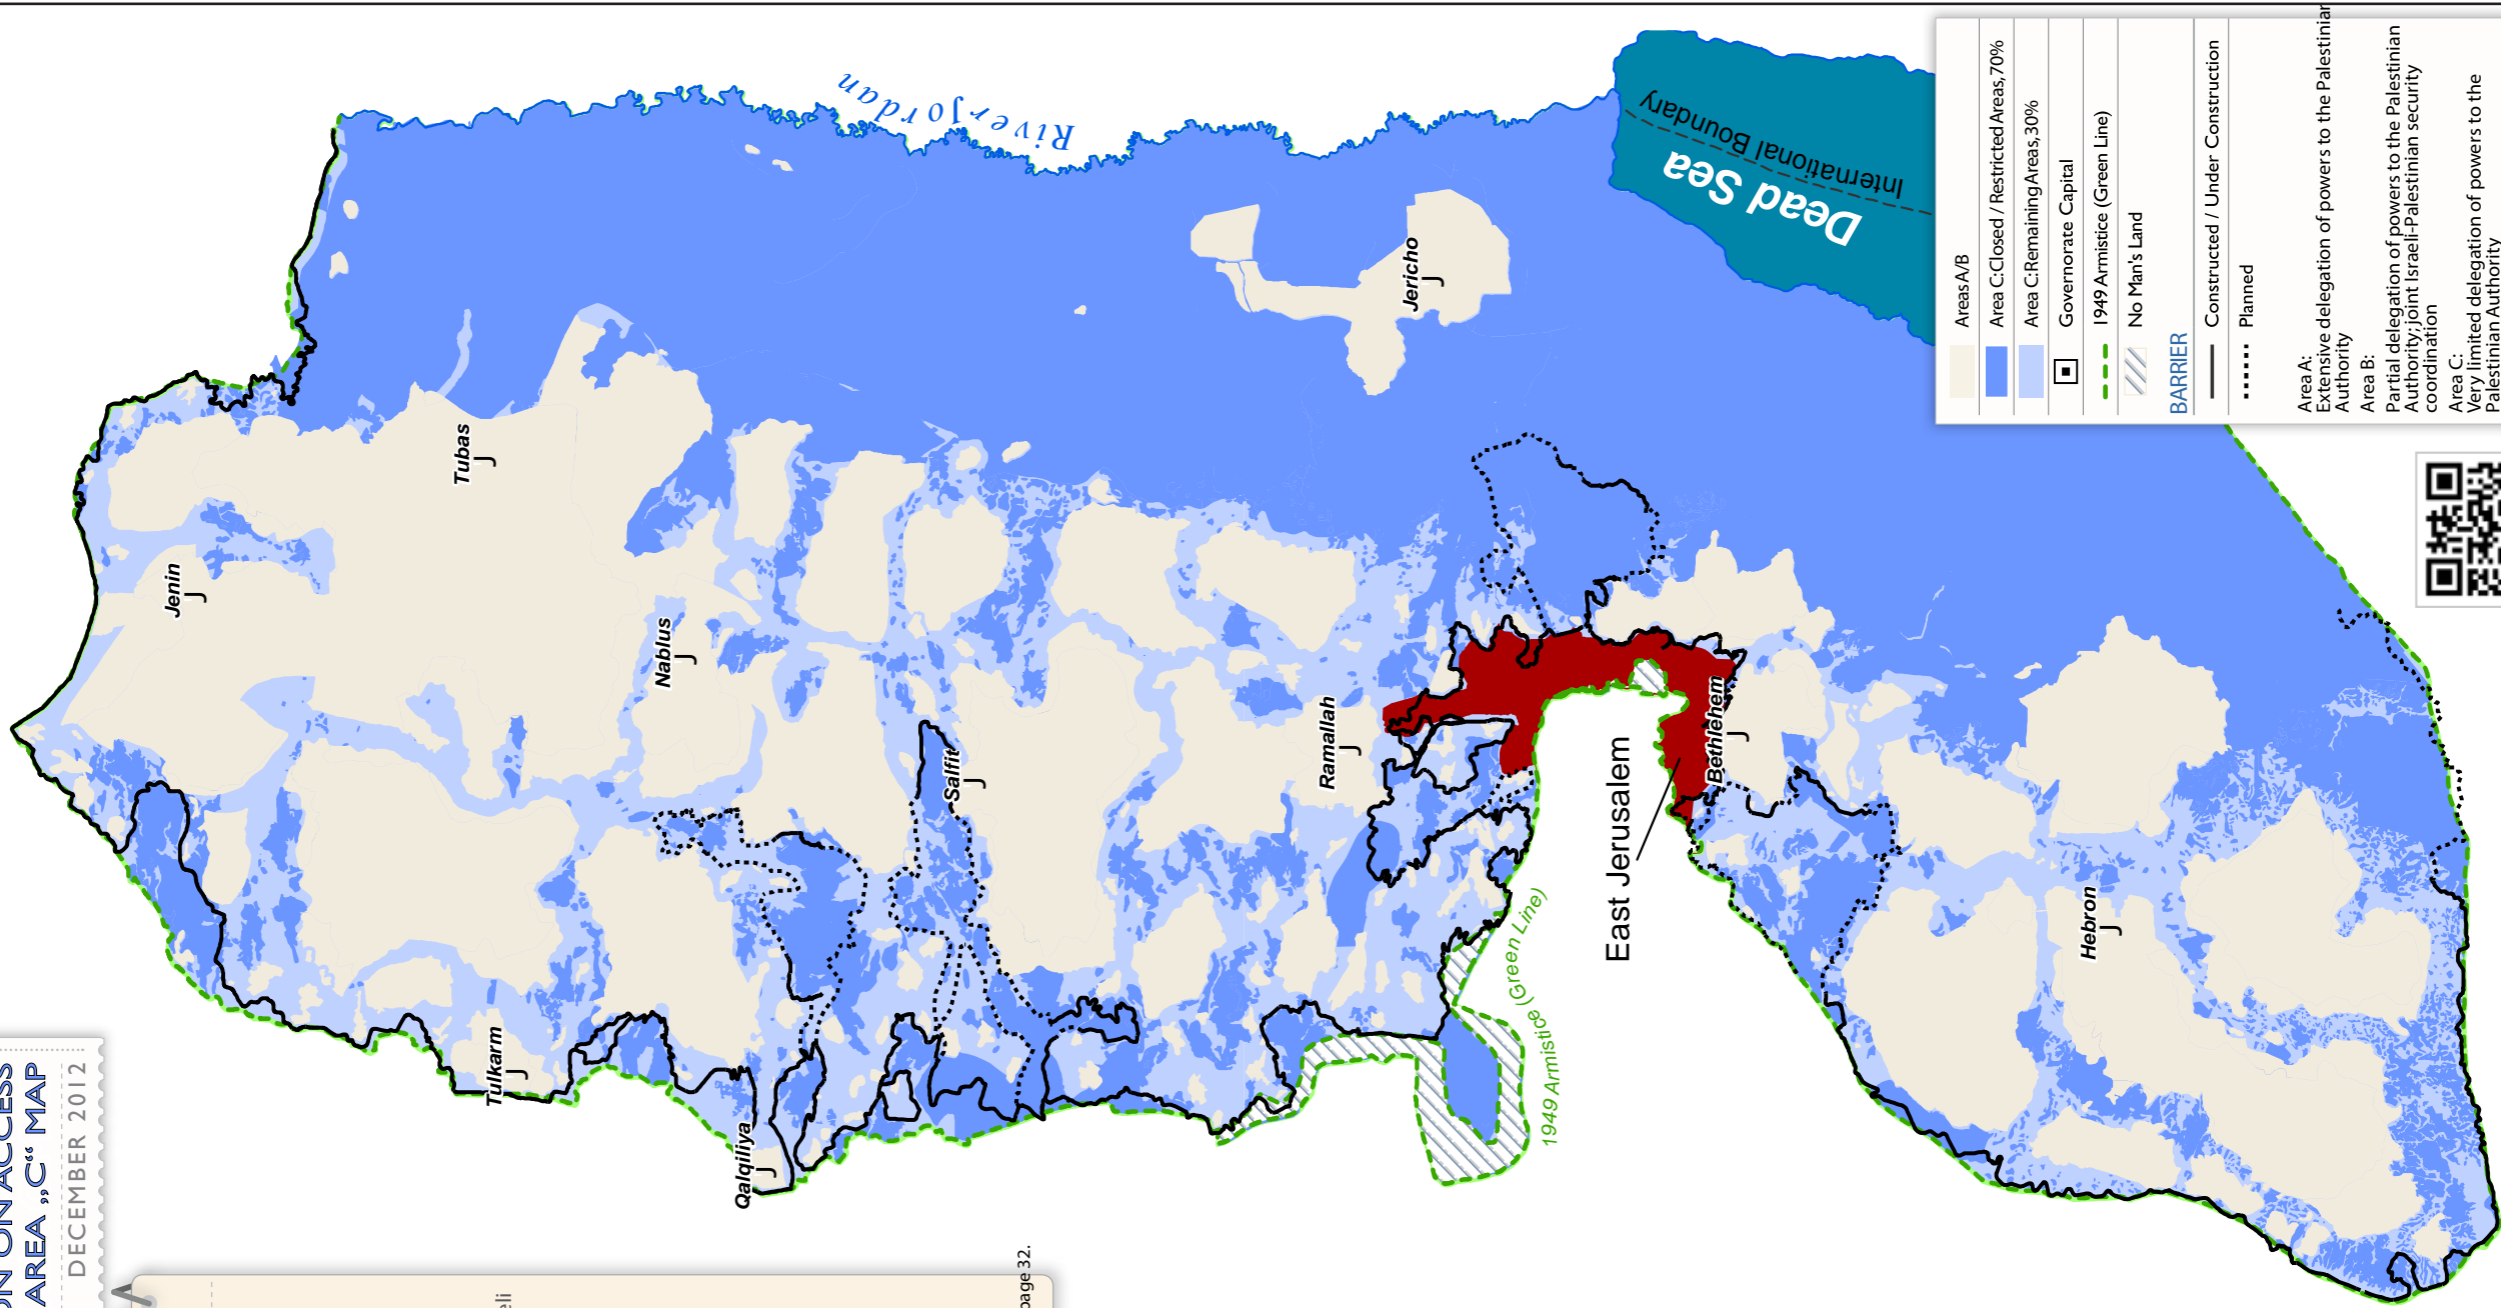 ON ACCESS
AREA „C“ MAP
DECEMBER 2012
page 32.
River Jordan
Dead Sea
International Boundary
Jenin
Tubas
Tulkarm
Nablus
Qalqiliya
Salfit
Ramallah
Jericho
East Jerusalem
Bethlehem
Hebron
1949 Armistice (Green Line)
Areas A/B
Area C:Closed / Restricted Areas,70%
Area C:Remaining Areas,30%
Governorate Capital
1949 Armistice (Green Line)
No Man's Land
BARRIER
Constructed / Under Construction
Planned
Area A:
Extensive delegation of powers to the Palestinian
Authority
Area B:
Partial delegation of powers to the Palestinian
Authority; joint Israeli-Palestinian security
coordination
Area C:
Very limited delegation of powers to the
Palestinian Authority